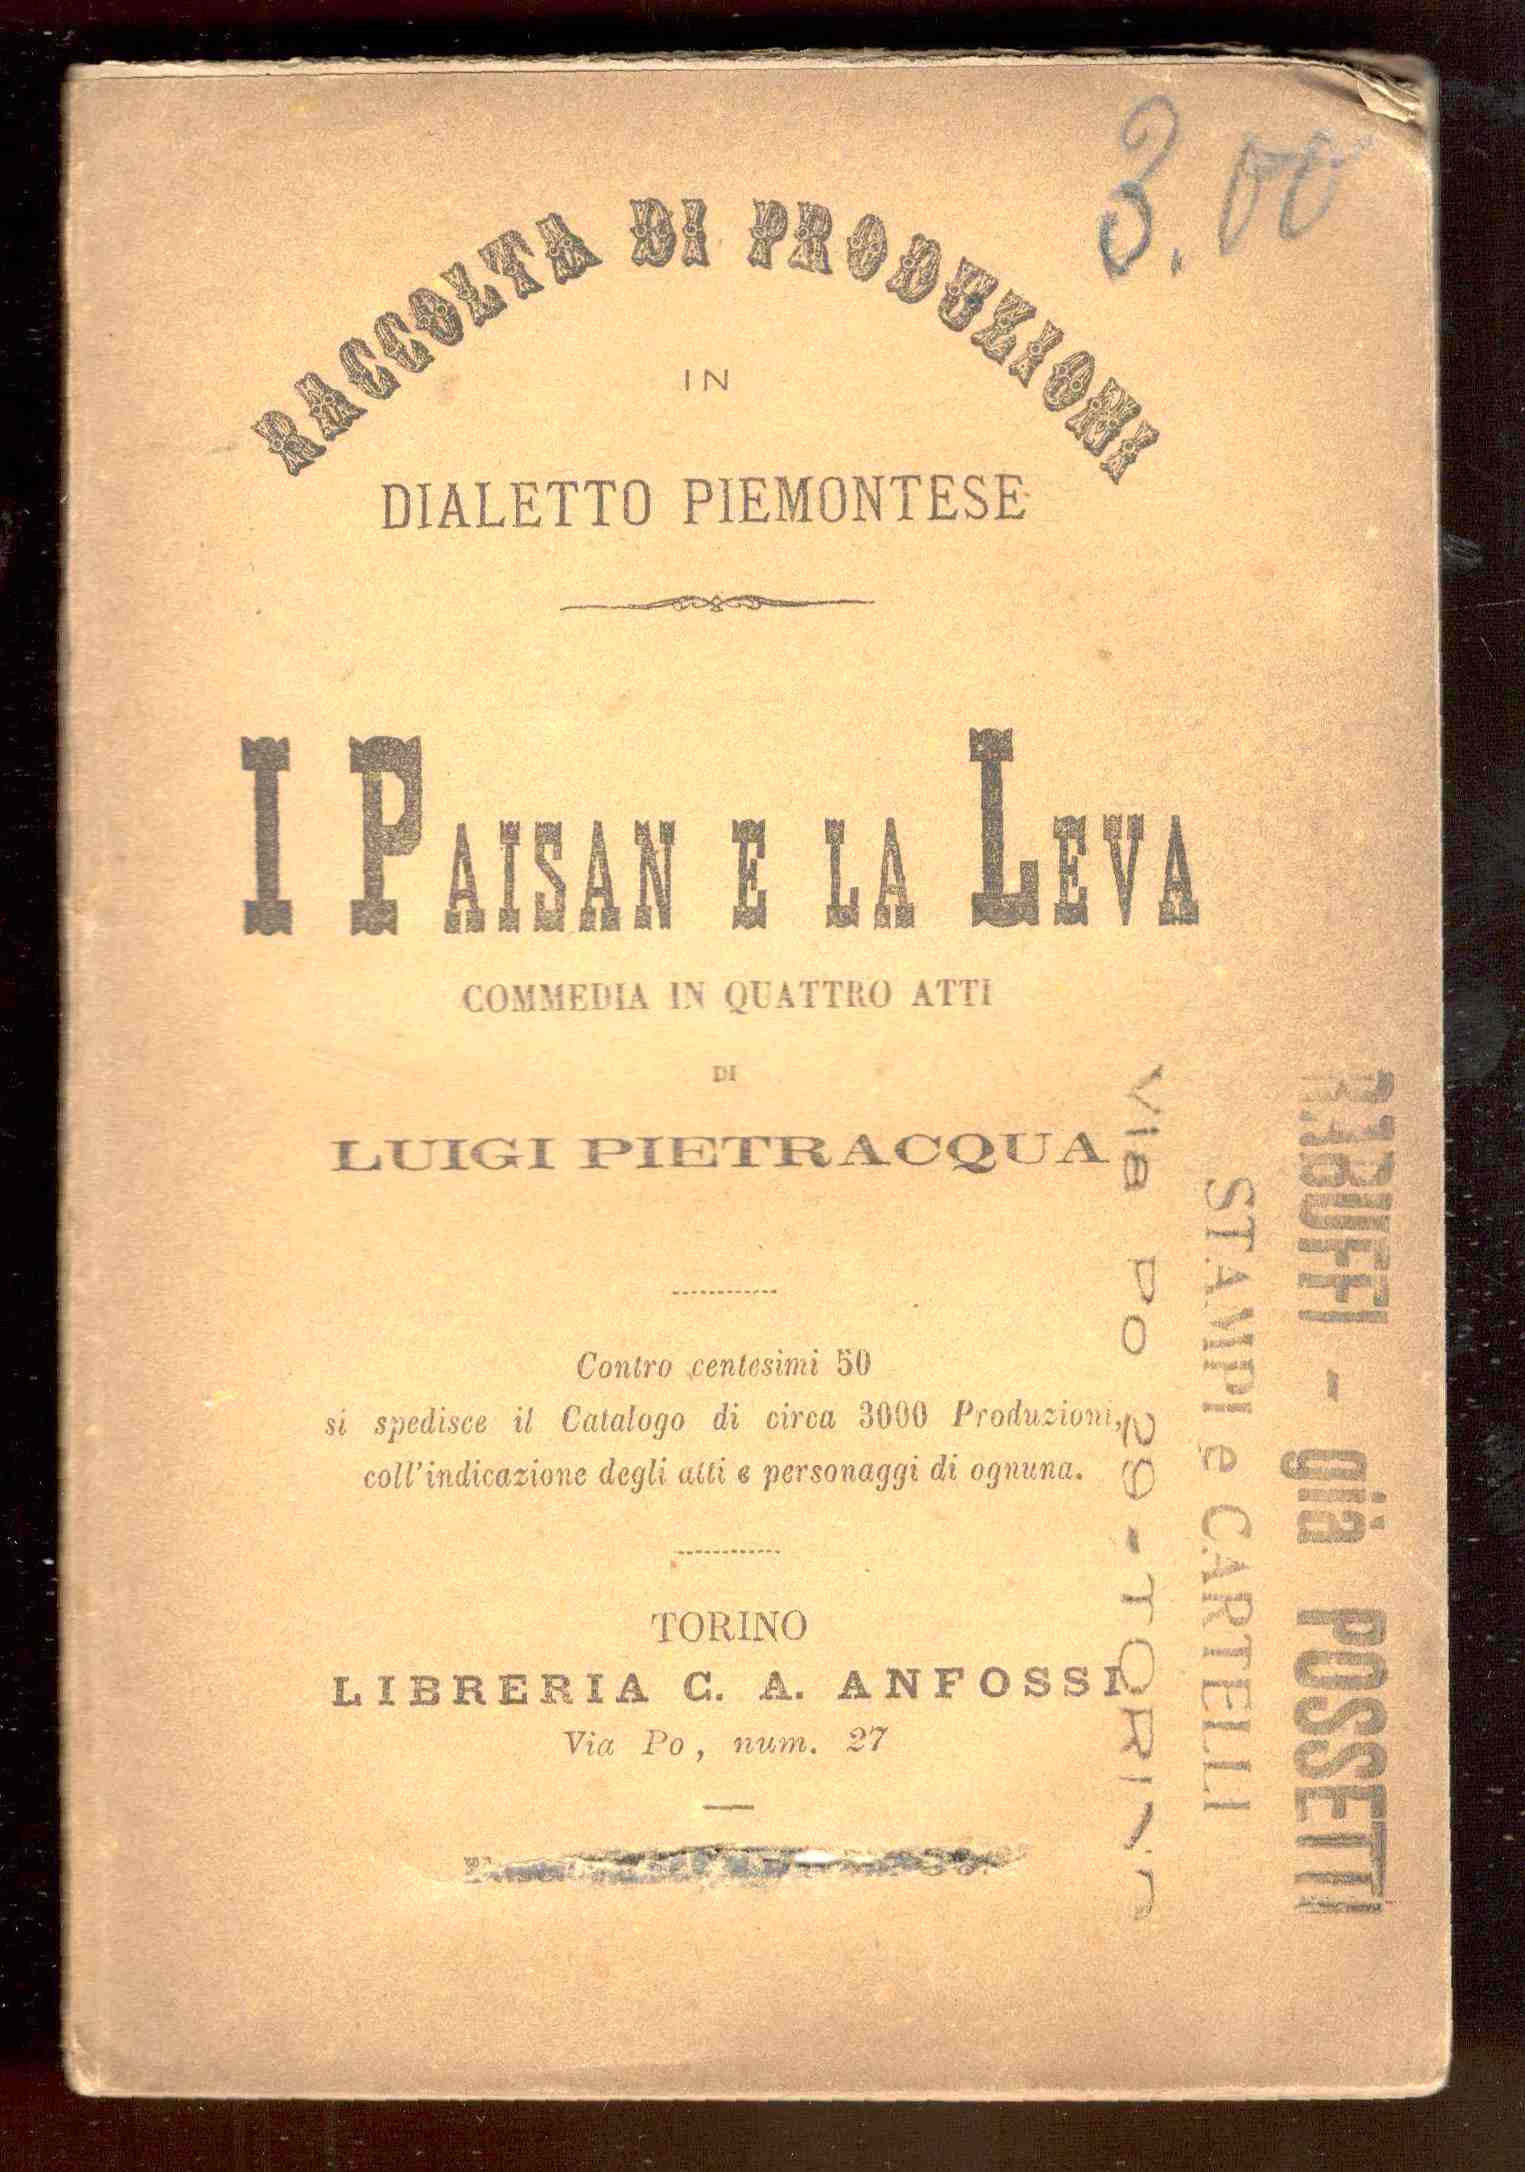 3.00
RACCOLTA DI PRODUZIONI
IN
DIALETTO PIEMONTESE
I PAISAN E LA LEVA
COMMEDIA IN QUATTRO ATTI
DI
LUIGI PIETRACQUA
Contro centesimi 50
si spedisce il Catalogo di circa 3000 Produzioni,
coll'indicazione degli atti e personaggi di ognuna.
TORINO
LIBRERIA C. A. ANFOSSI
Via Po, num. 27
RABUFFI - già POSSETTI
STAMPI e CARTELLI
Via Po 29 - TORINO